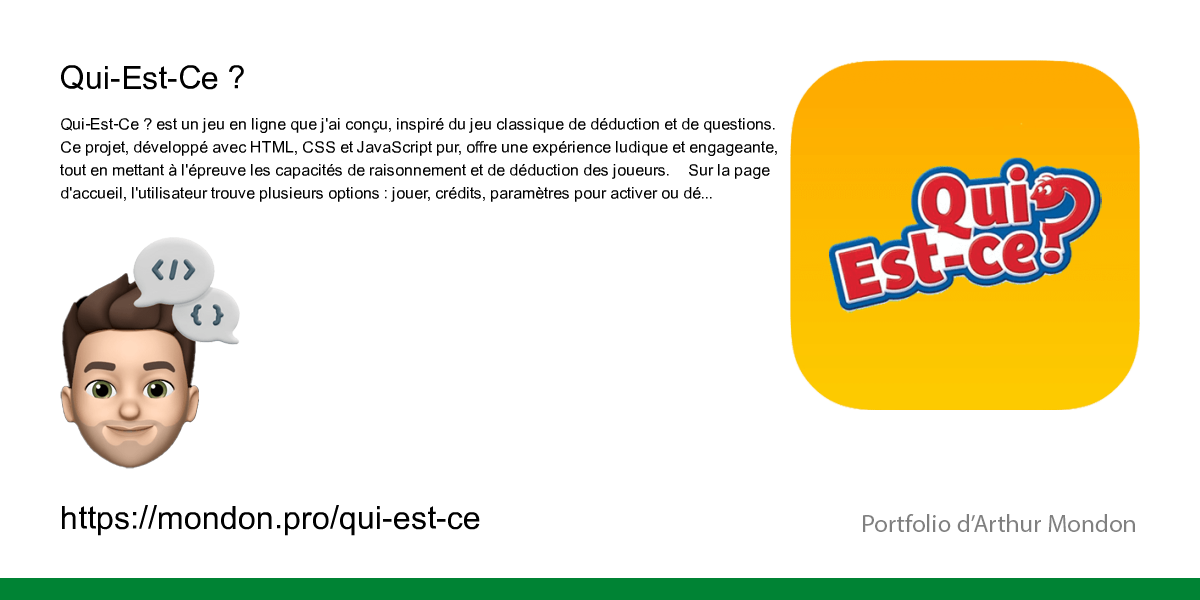 Qui-Est-Ce ?
Qui-Est-Ce ? est un jeu en ligne que j'ai conçu, inspiré du jeu classique de déduction et de questions.
Ce projet, développé avec HTML, CSS et JavaScript pur, offre une expérience ludique et engageante,
tout en mettant à l'épreuve les capacités de raisonnement et de déduction des joueurs. Sur la page
d'accueil, l'utilisateur trouve plusieurs options : jouer, crédits, paramètres pour activer ou dé...
</>
{ }
Qui
Est-ce?
https://mondon.pro/qui-est-ce
Portfolio d’Arthur Mondon